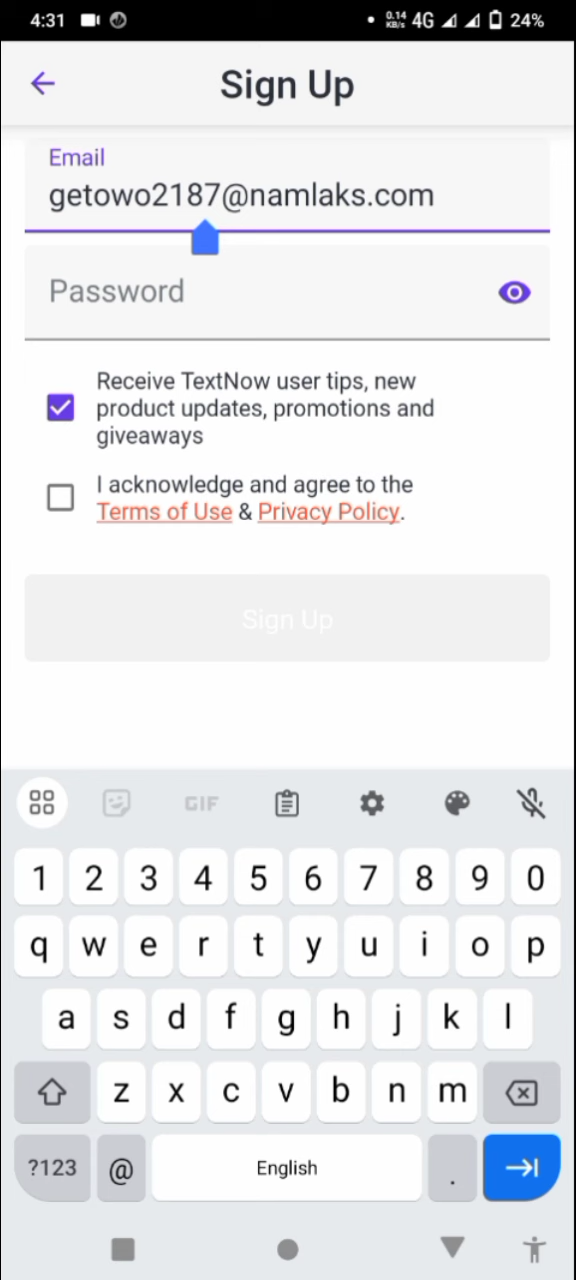 4:31 0.14 KB/s 4G 24%
Sign Up
Email
getowo2187@namlaks.com
Password
Receive TextNow user tips, new
product updates, promotions and
giveaways
I acknowledge and agree to the
Terms of Use & Privacy Policy.
Sign Up
GIF
1 2 3 4 5 6 7 8 9 0
q w e r t y u i o p
a s d f g h j k l
z x c v b n m
?123 @ English .